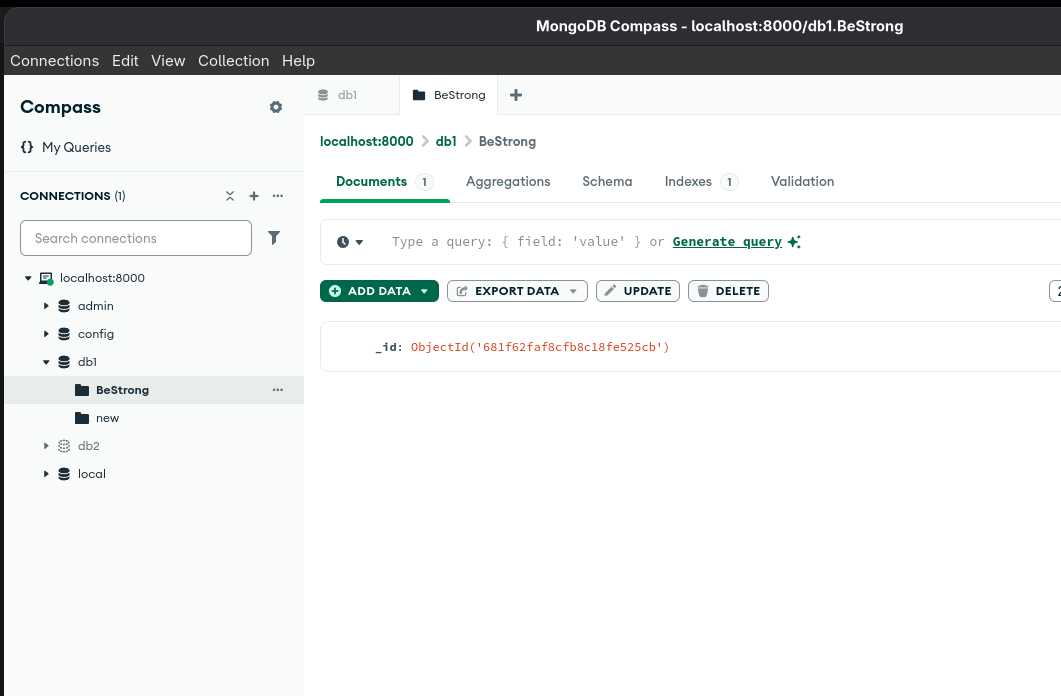 MongoDB Compass - localhost:8000/db1.BeStrong
Connections Edit View Collection Help
Compass
{} My Queries
CONNECTIONS (1)
Search connections
localhost:8000
admin
config
db1
BeStrong
new
db2
local
db1 BeStrong
localhost:8000 > db1 > BeStrong
Documents 1 Aggregations Schema Indexes 1 Validation
Type a query: { field: 'value' } or Generate query
ADD DATA EXPORT DATA UPDATE DELETE
_id: ObjectId('681f62faf8cfb8c18fe525cb')